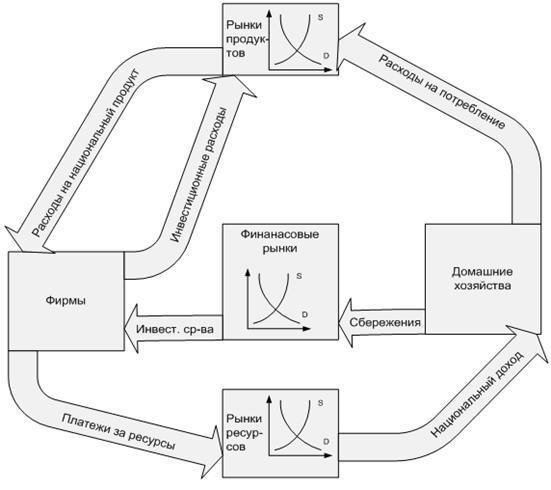 Рынки
продук-
тов
S
D
Расходы на национальный продукт
Инвестиционные расходы
Расходы на потребление
Финанасовые
рынки
S
D
Фирмы
Домашние
хозяйства
Инвест. ср-ва
Сбережения
Платежи за ресурсы
Рынки
ресур-
сов
S
D
Национальный доход